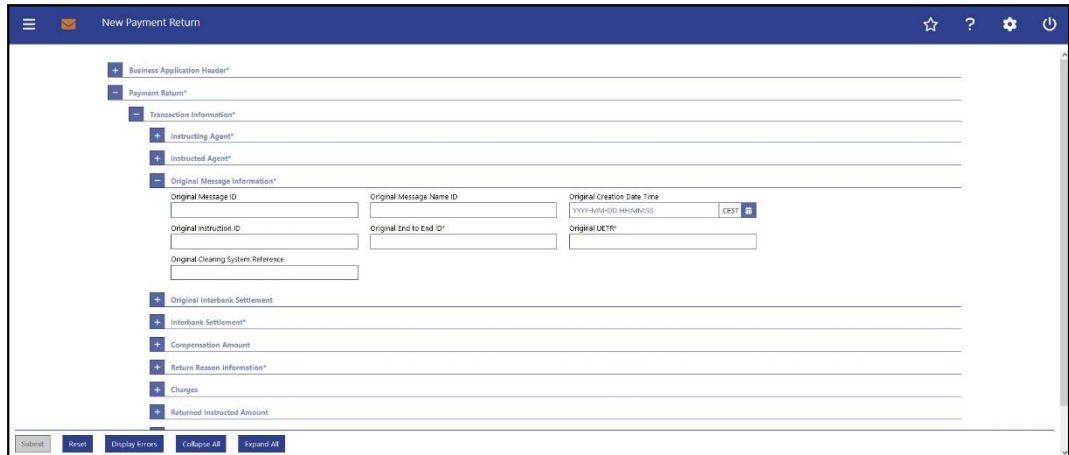 New Payment Return
?
+ Business Application Header*
− Payment Return*
− Transaction Information*
+ Instructing Agent*
+ Instructed Agent*
− Original Message Information*
Original Message ID Original Message Name ID Original Creation Date Time
YYYY-MM-DD HH:MM:SS CEST
Original Instruction ID Original End to End ID* Original UETR*
Original Clearing System Reference
+ Original Interbank Settlement
+ Interbank Settlement*
+ Compensation Amount
+ Return Reason Information*
+ Charges
+ Returned Instructed Amount
Submit Reset Display Errors Collapse All Expand All